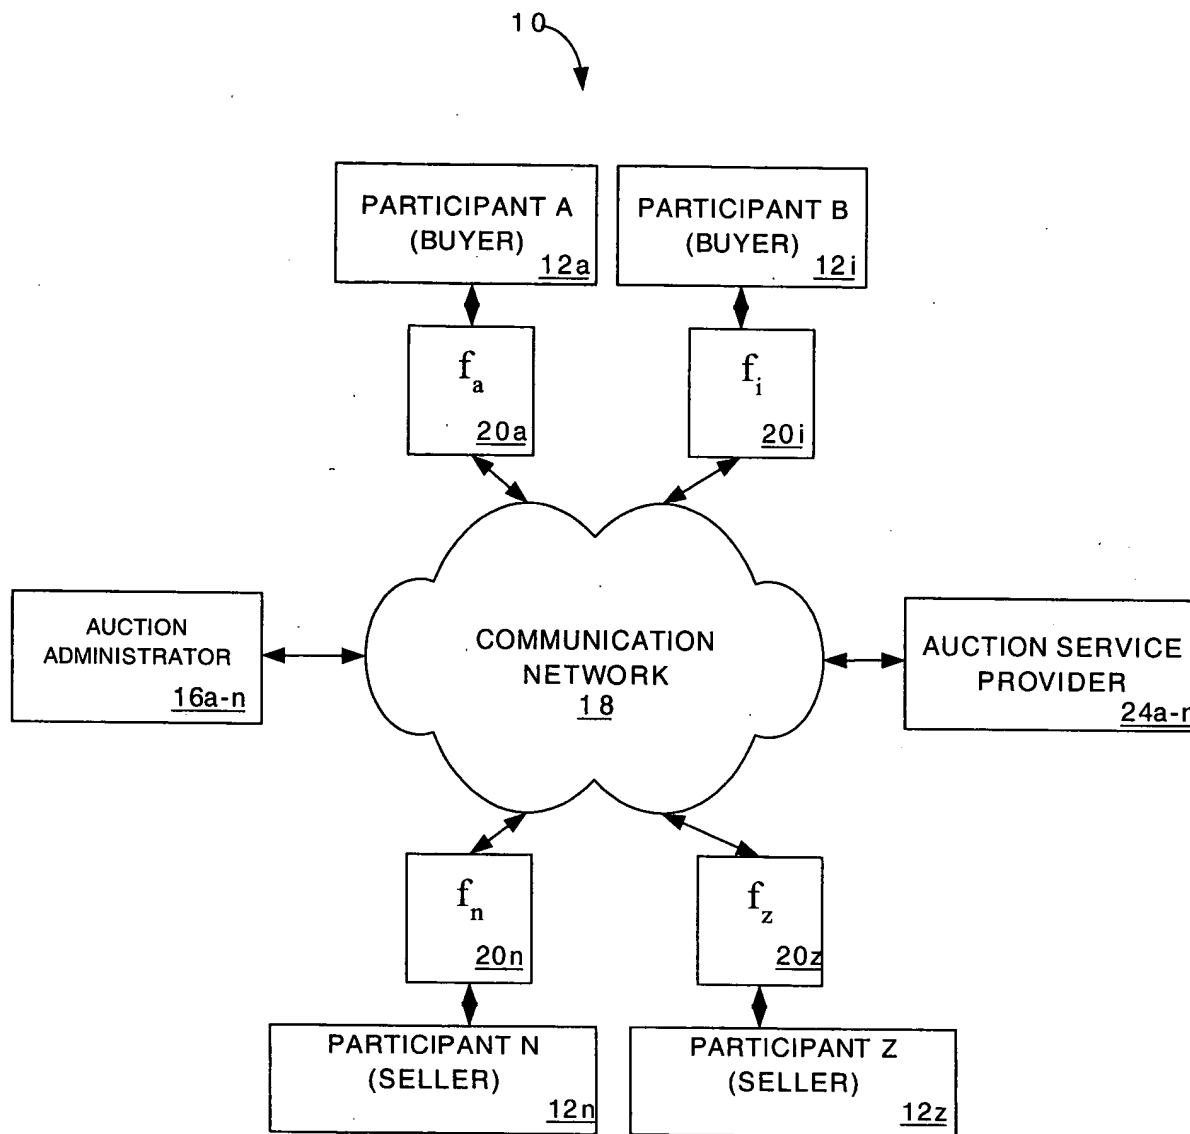 10
PARTICIPANT A
(BUYER)
12a
PARTICIPANT B
(BUYER)
12i
fa
20a
fi
20i
AUCTION
ADMINISTRATOR
16a-n
COMMUNICATION
NETWORK
18
AUCTION SERVICE
PROVIDER
24a-n
fn
20n
fz
20z
PARTICIPANT N
(SELLER)
12n
PARTICIPANT Z
(SELLER)
12z